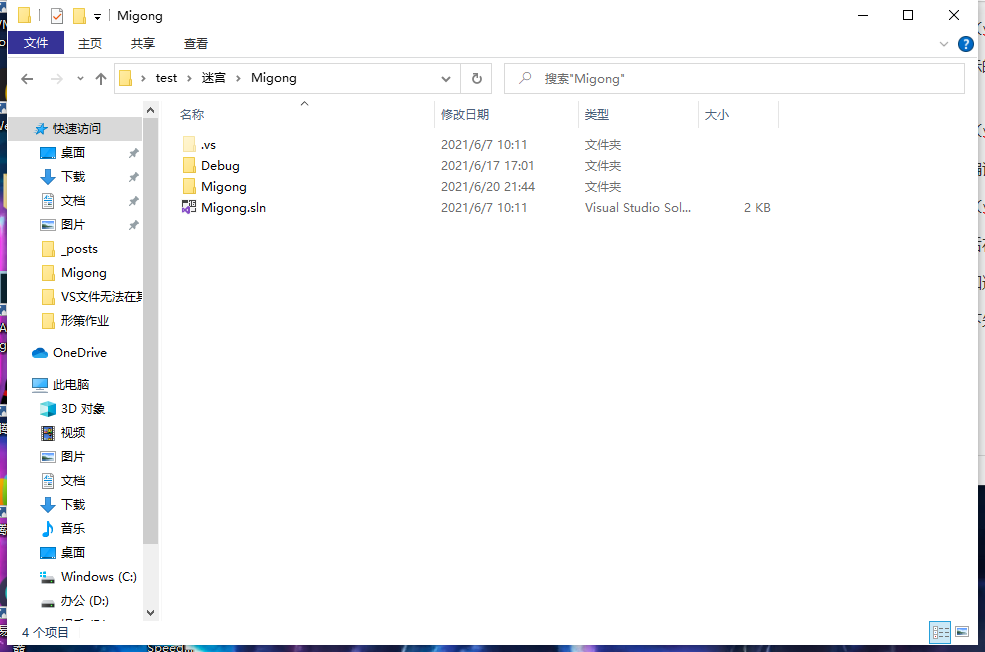 Migong
文件 主页 共享 查看
test 迷宫 Migong 搜索"Migong"
名称 修改日期 类型 大小
快速访问
.vs 2021/6/7 10:11 文件夹
桌面
Debug 2021/6/17 17:01 文件夹
下载
Migong 2021/6/20 21:44 文件夹
文档
Migong.sln 2021/6/7 10:11 Visual Studio Sol... 2 KB
图片
_posts
Migong
VS文件无法在其
形策作业
OneDrive
此电脑
3D 对象
视频
图片
文档
下载
音乐
桌面
Windows (C:)
办公 (D:)
4 个项目
Speed...